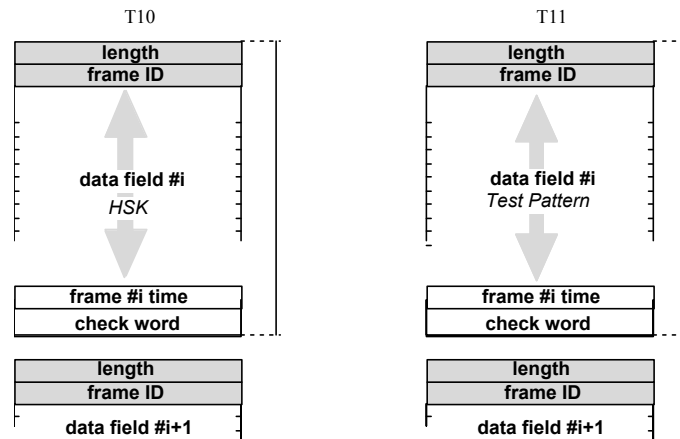 T10
length
frame ID
data field #i
HSK
frame #i time
check word
length
frame ID
data field #i+1
T11
length
frame ID
data field #i
Test Pattern
frame #i time
check word
length
frame ID
data field #i+1